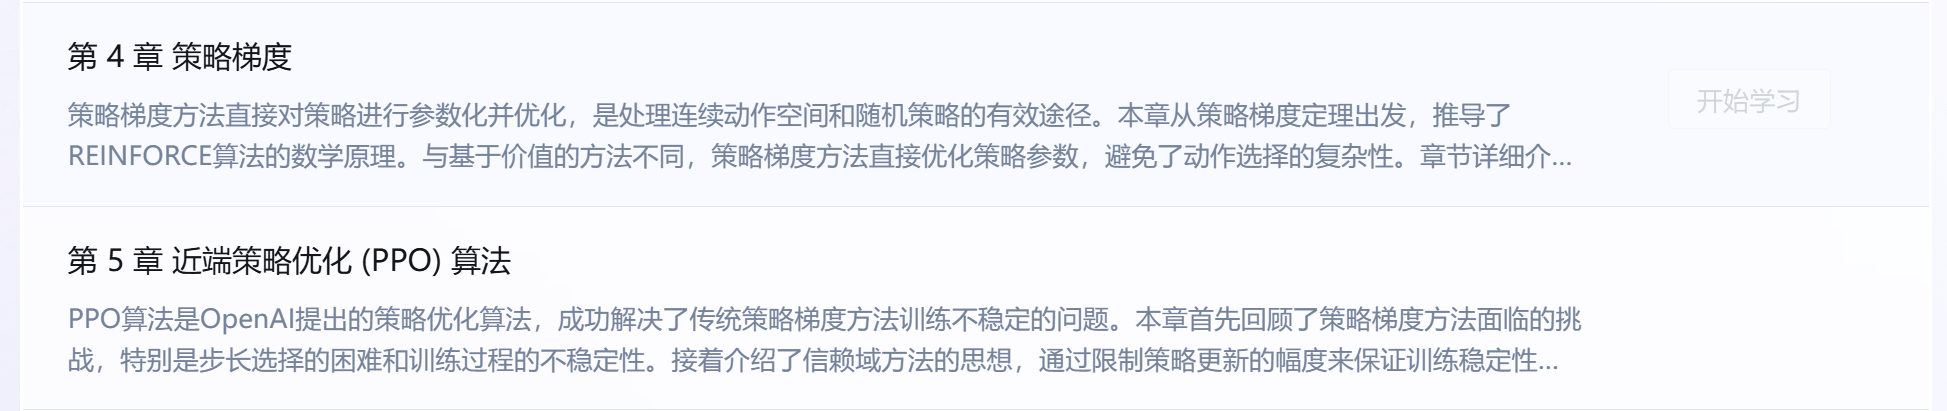 第 4 章 策略梯度
策略梯度方法直接对策略进行参数化并优化，是处理连续动作空间和随机策略的有效途径。本章从策略梯度定理出发，推导了
开始学习
REINFORCE算法的数学原理。与基于价值的方法不同，策略梯度方法直接优化策略参数，避免了动作选择的复杂性。章节详细介...
第 5 章 近端策略优化 (PPO) 算法
PPO算法是OpenAI提出的策略优化算法，成功解决了传统策略梯度方法训练不稳定的问题。本章首先回顾了策略梯度方法面临的挑
战，特别是步长选择的困难和训练过程的不稳定性。接着介绍了信赖域方法的思想，通过限制策略更新的幅度来保证训练稳定性...